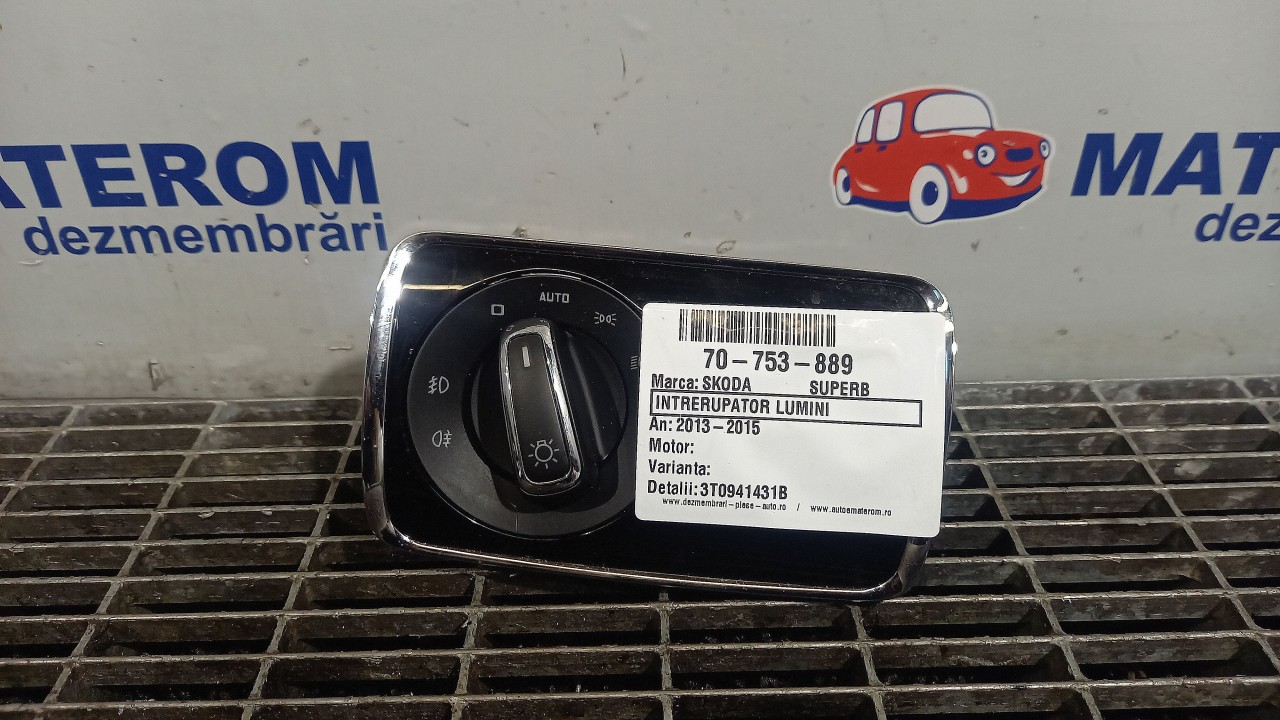 ATEROM
dezmembrări
MAT
dez
AUTO
70-753-889
Marca: SKODA SUPERB
INTRERUPATOR LUMINI
An: 2013-2015
Motor:
Varianta:
Detalii: 3T0941431B
www.dezmembrari-piese-auto.ro / www.autoematerom.ro